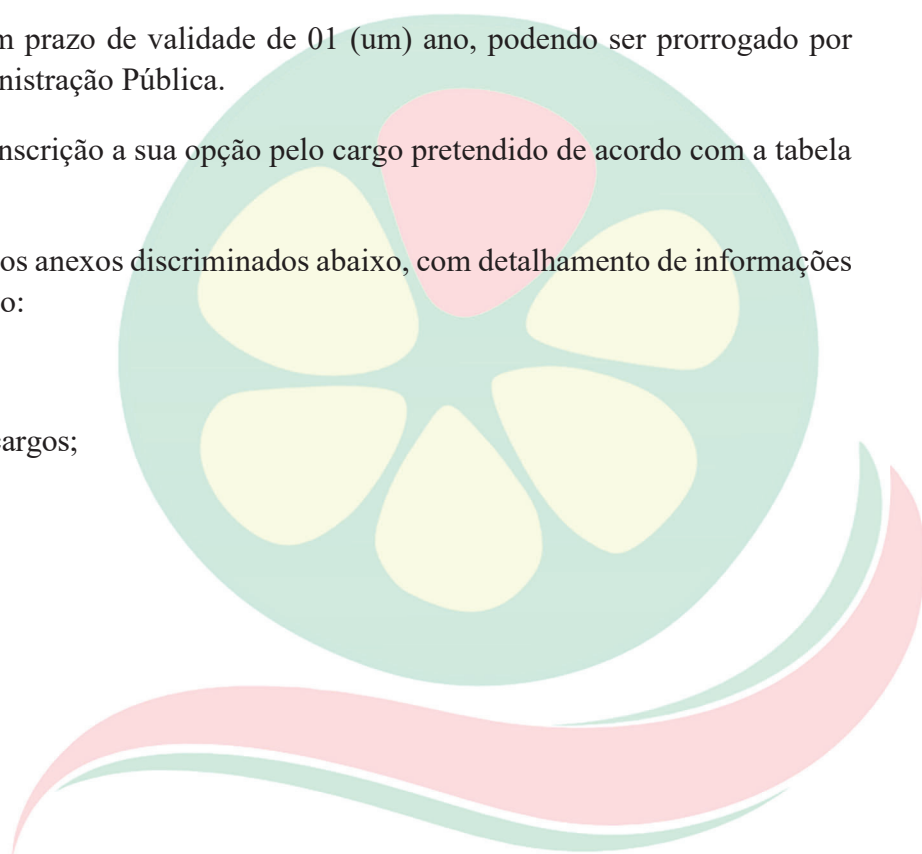 m prazo de validade de 01 (um) ano, podendo ser prorrogado por
nistração Pública.
nscrição a sua opção pelo cargo pretendido de acordo com a tabela
os anexos discriminados abaixo, com detalhamento de informações
o:
cargos;